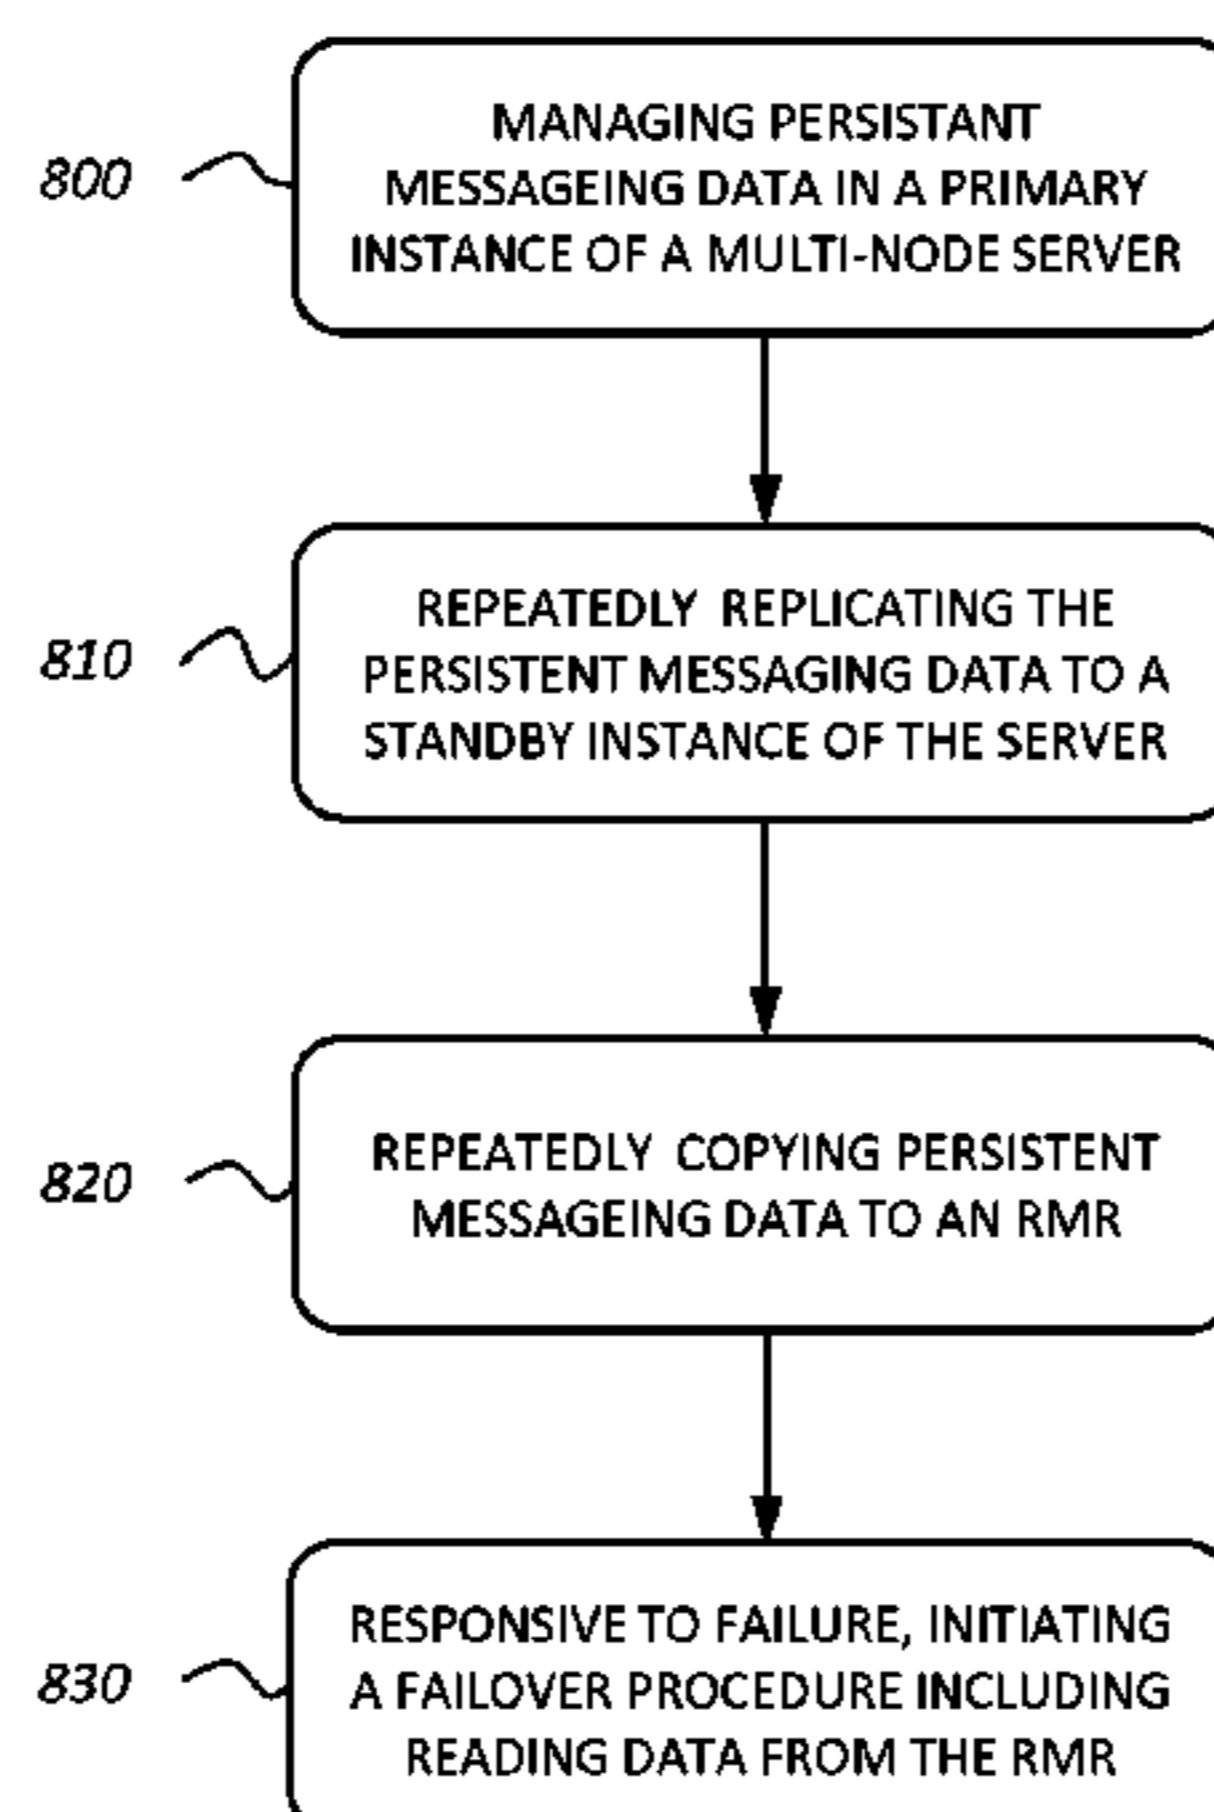 800
MANAGING PERSISTANT
MESSAGEING DATA IN A PRIMARY
INSTANCE OF A MULTI-NODE SERVER
810
REPEATEDLY REPLICATING THE
PERSISTENT MESSAGING DATA TO A
STANDBY INSTANCE OF THE SERVER
820
REPEATEDLY COPYING PERSISTENT
MESSAGEING DATA TO AN RMR
830
RESPONSIVE TO FAILURE, INITIATING
A FAILOVER PROCEDURE INCLUDING
READING DATA FROM THE RMR